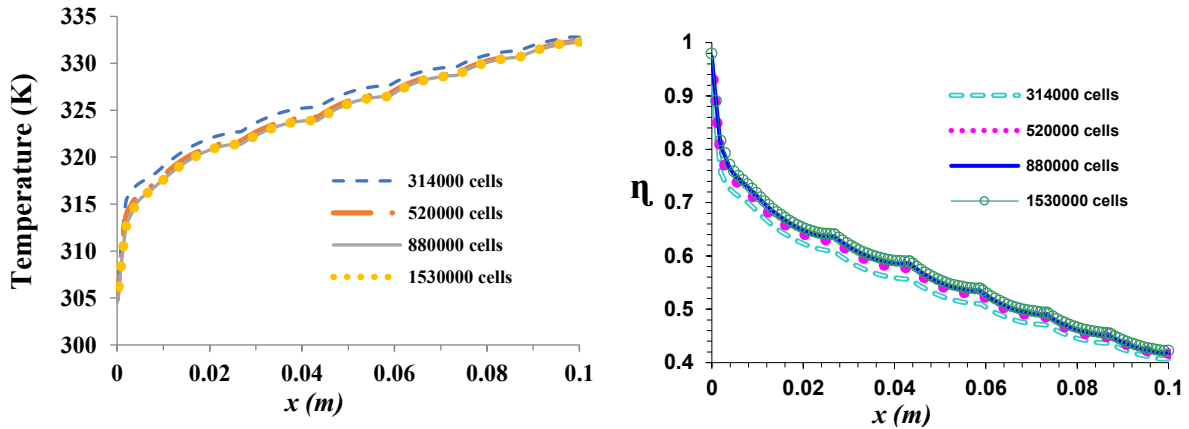 Temperature (K)
335
330
325
320
315
310
305
300
0
0.02
0.04
0.06
0.08
0.1
x (m)
314000 cells
520000 cells
880000 cells
1530000 cells
η
1
0.9
0.8
0.7
0.6
0.5
0.4
0
0.02
0.04
0.06
0.08
0.1
x (m)
314000 cells
520000 cells
880000 cells
1530000 cells